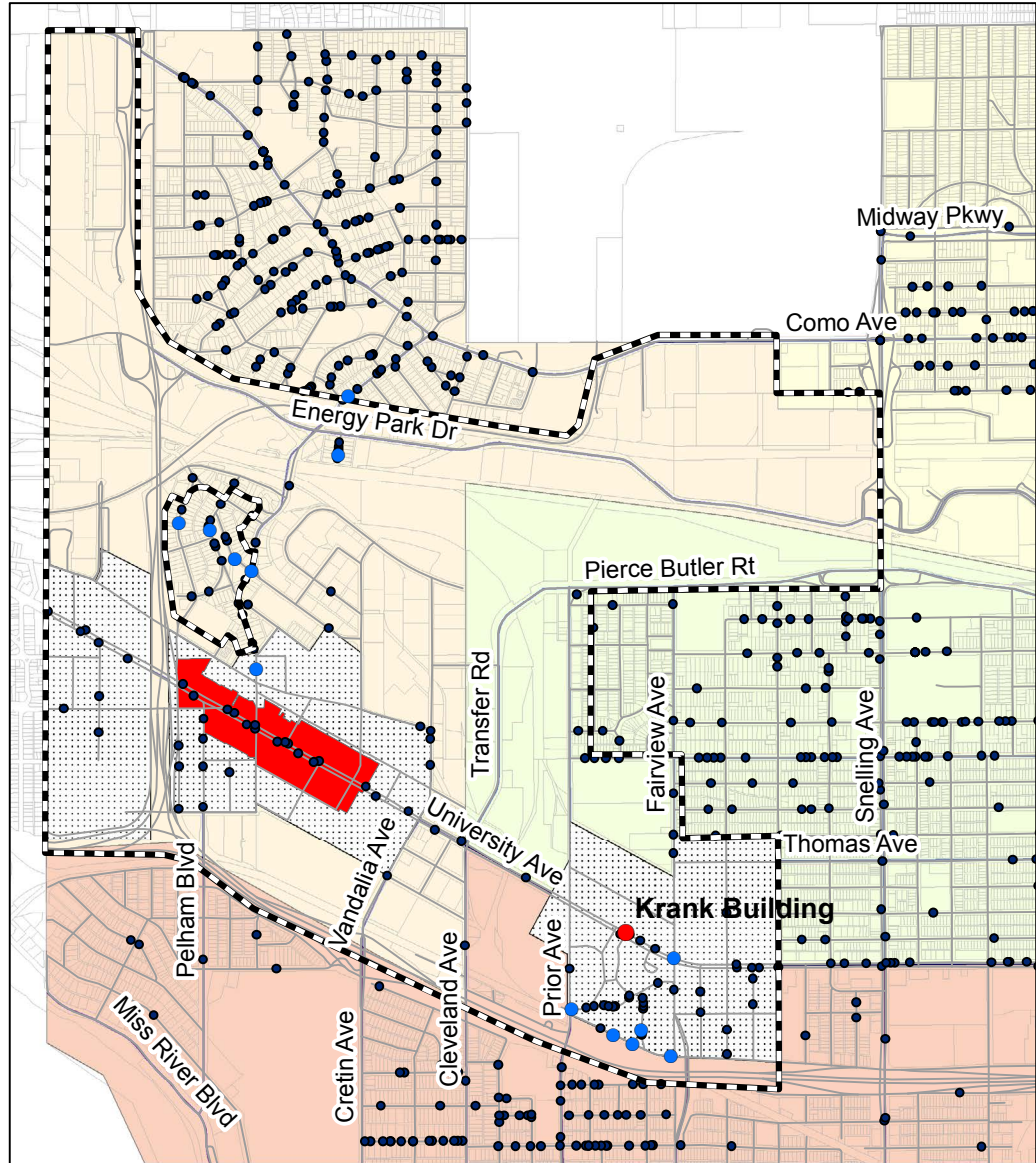 Midway Pkwy
Como Ave
Energy Park Dr
Pierce Butler Rt
Transfer Rd
Fairview Ave
Snelling Ave
University Ave
Thomas Ave
Vandalia Ave
Pelham Blvd
Krank Building
Prior Ave
Cleveland Ave
Cretin Ave
Miss River Blvd